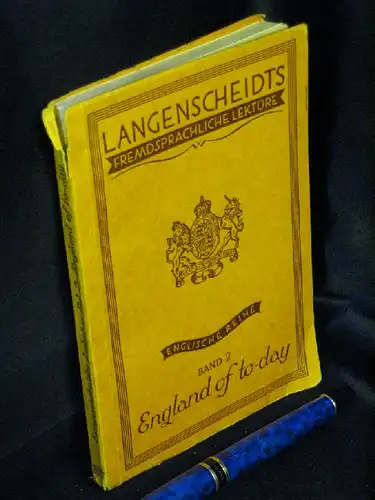 LANGENSCHEIDTS
FREMDSPRACHLICHE LEKTÜRE
ENGLISCHE REIHE
BAND 2
England of to-day